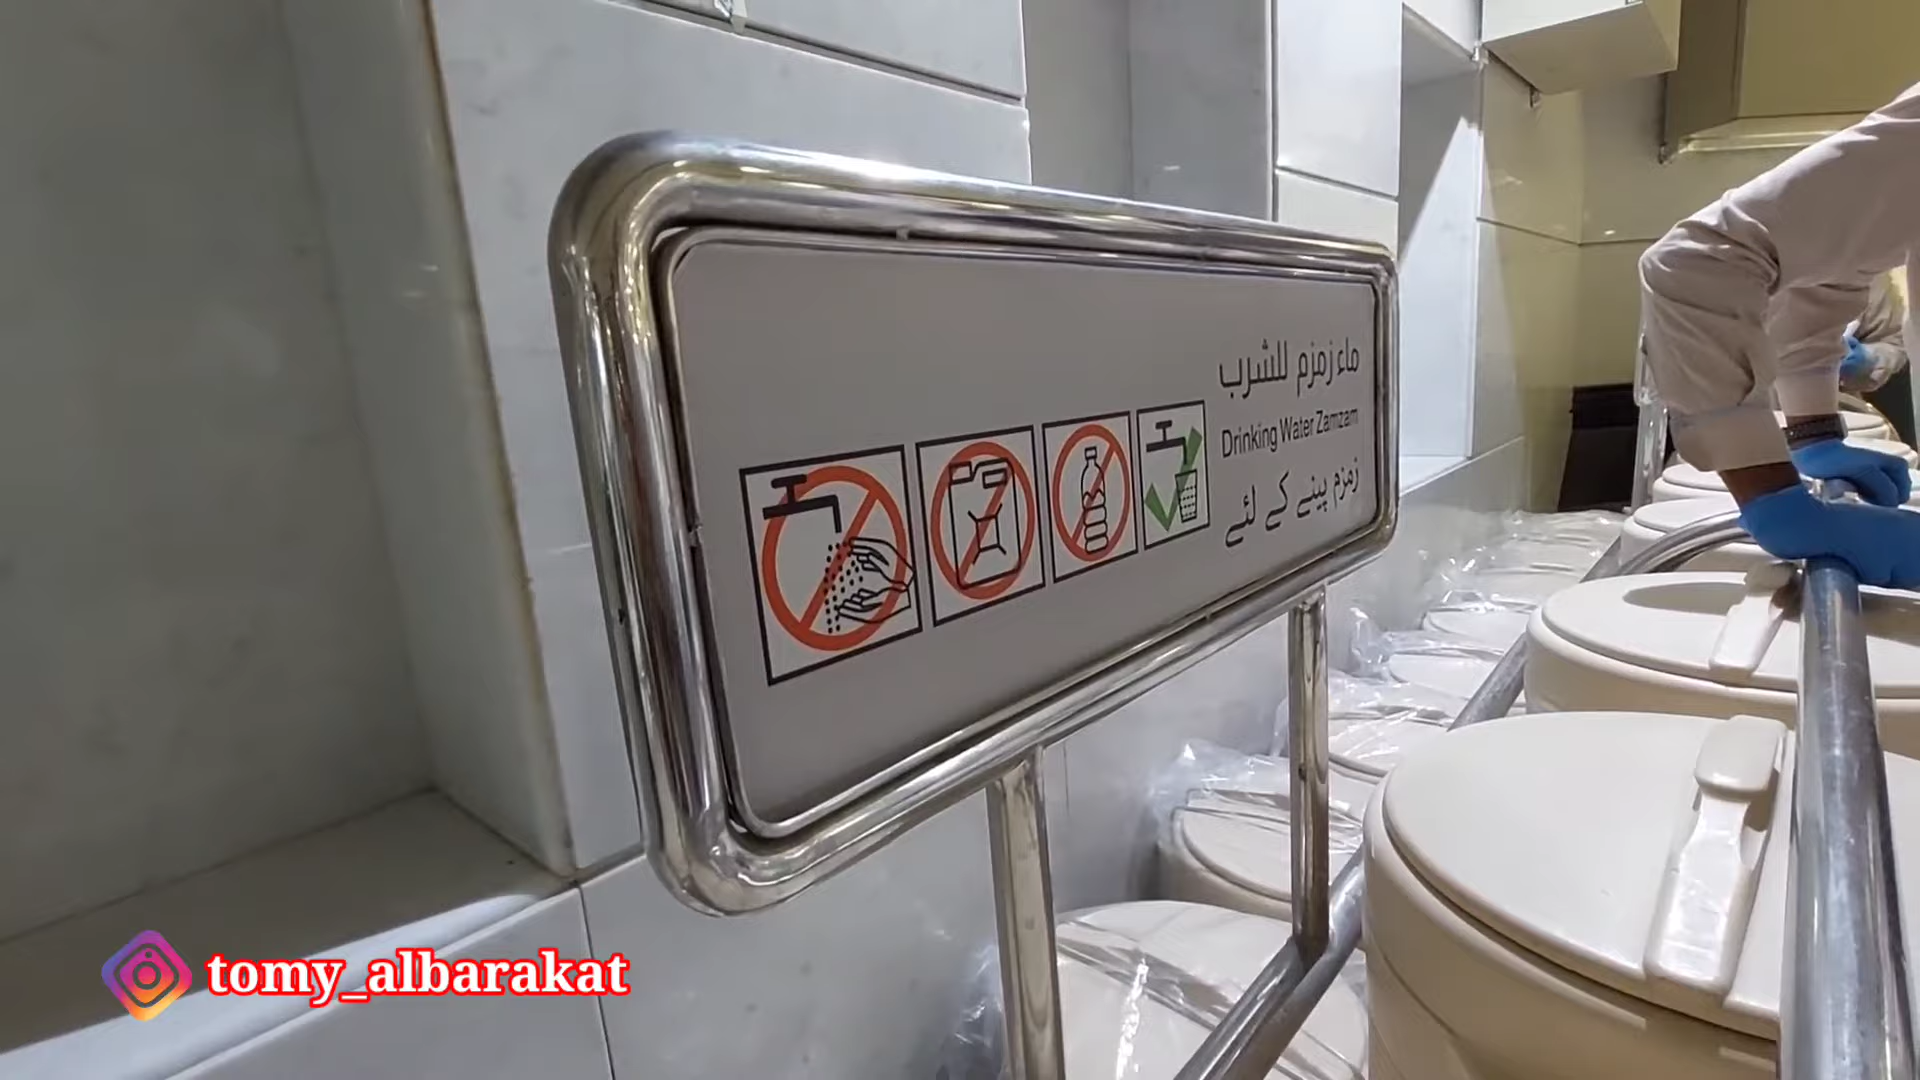 ماء زمزم للشرب
Drinking Water Zamzam
زمزم پینے کے لئے
tomy_albarakat